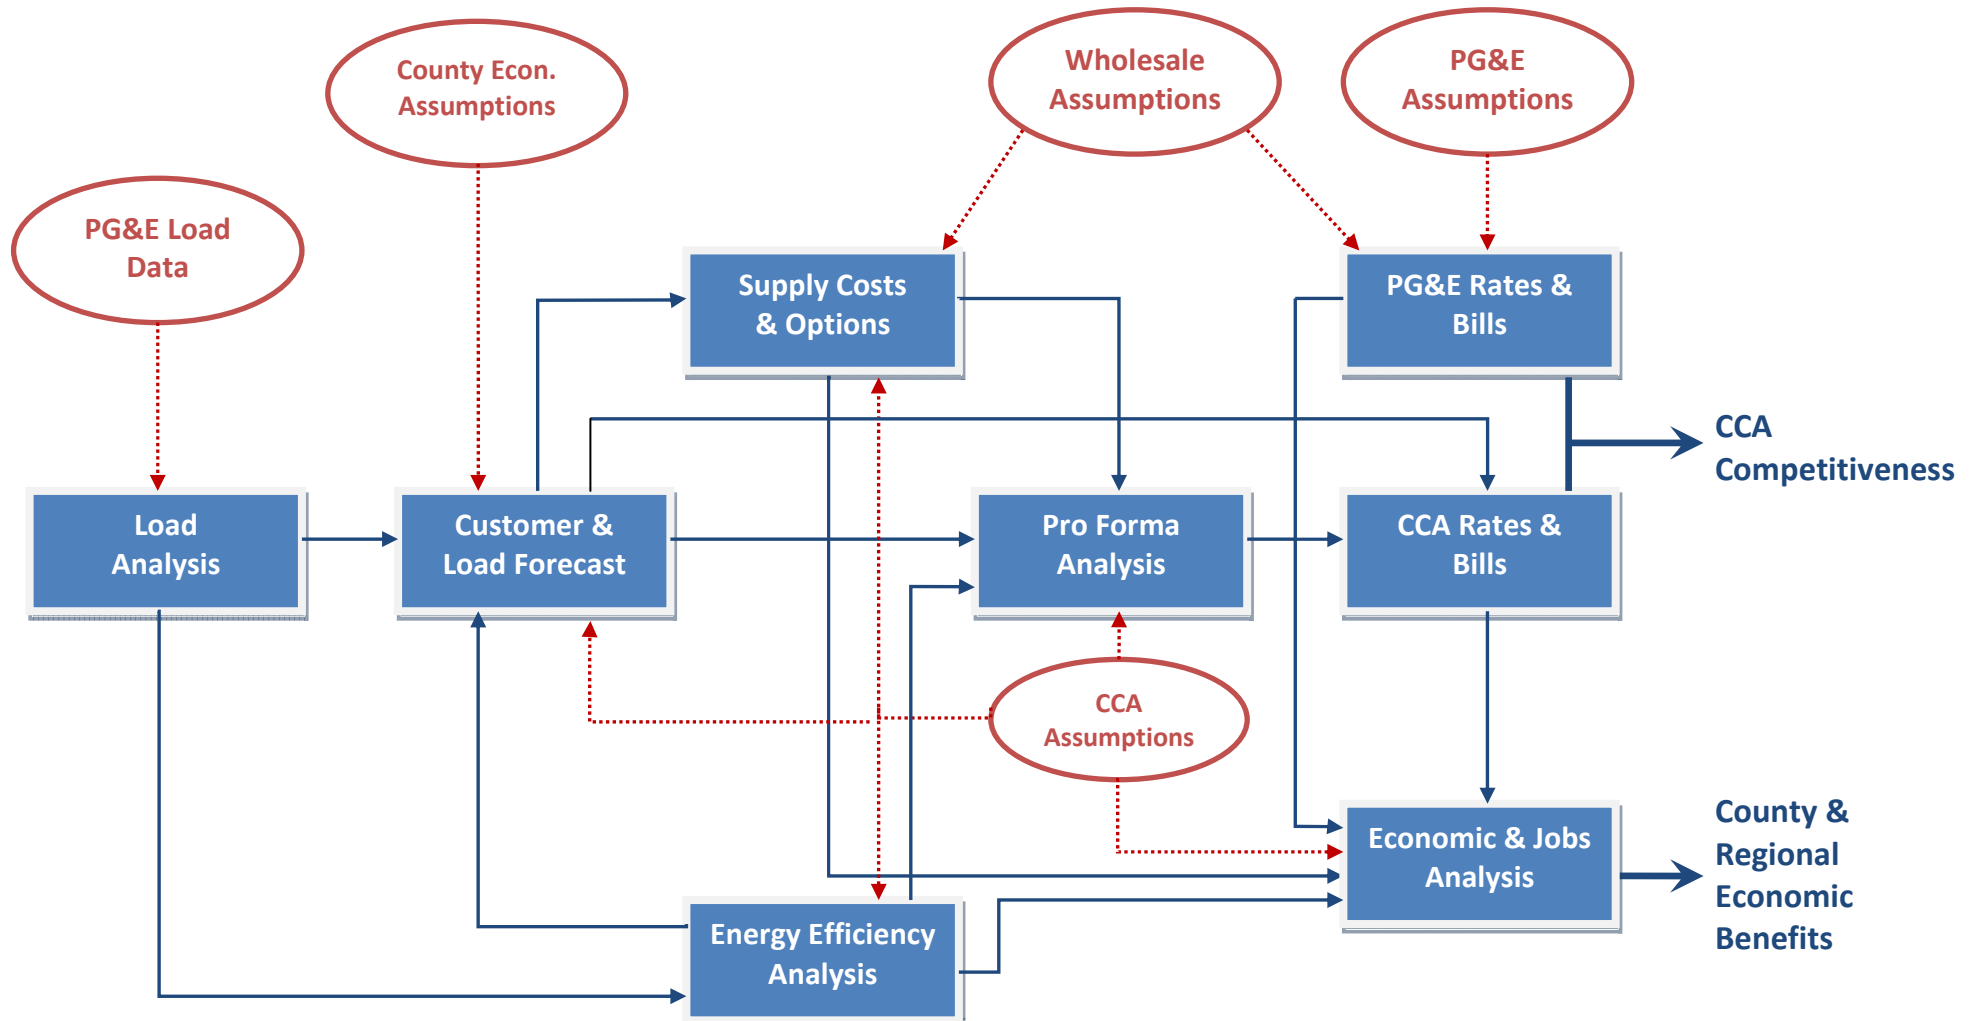 County Econ.
Assumptions
Wholesale
Assumptions
PG&E
Assumptions
PG&E Load
Data
Supply Costs
& Options
PG&E Rates &
Bills
CCA
Competitiveness
Load
Analysis
Customer &
Load Forecast
Pro Forma
Analysis
CCA Rates &
Bills
CCA
Assumptions
Economic & Jobs
Analysis
County &
Regional
Economic
Benefits
Energy Efficiency
Analysis